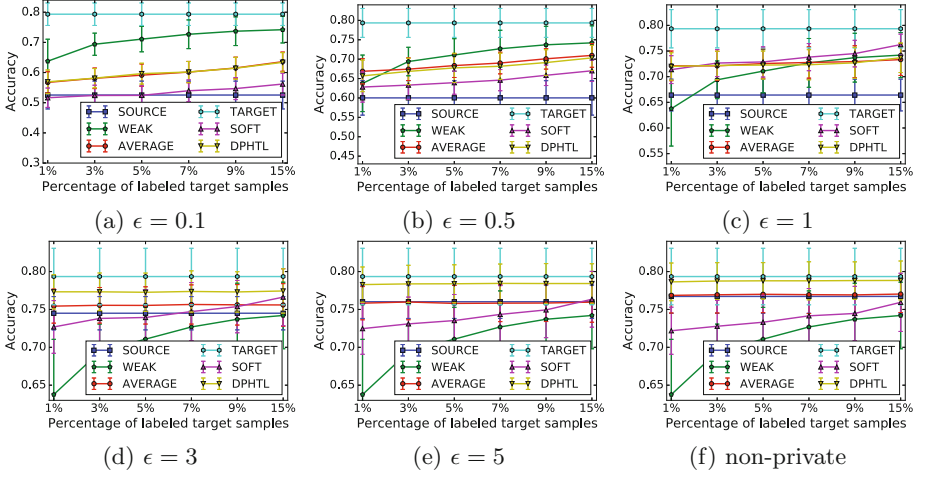 0.8
0.7
0.6
0.5
0.4
0.3
Accuracy
SOURCE TARGET
WEAK SOFT
AVERAGE DPHTL
1% 3% 5% 7% 9% 15%
Percentage of labeled target samples
(a) ϵ = 0.1
0.80
0.75
0.70
0.65
0.60
0.55
0.50
0.45
Accuracy
SOURCE TARGET
WEAK SOFT
AVERAGE DPHTL
1% 3% 5% 7% 9% 15%
Percentage of labeled target samples
(b) ϵ = 0.5
0.80
0.75
0.70
0.65
0.60
0.55
Accuracy
SOURCE TARGET
WEAK SOFT
AVERAGE DPHTL
1% 3% 5% 7% 9% 15%
Percentage of labeled target samples
(c) ϵ = 1
0.80
0.75
0.70
0.65
Accuracy
SOURCE TARGET
WEAK SOFT
AVERAGE DPHTL
1% 3% 5% 7% 9% 15%
Percentage of labeled target samples
(d) ϵ = 3
0.80
0.75
0.70
0.65
Accuracy
SOURCE TARGET
WEAK SOFT
AVERAGE DPHTL
1% 3% 5% 7% 9% 15%
Percentage of labeled target samples
(e) ϵ = 5
0.80
0.75
0.70
0.65
Accuracy
SOURCE TARGET
WEAK SOFT
AVERAGE DPHTL
1% 3% 5% 7% 9% 15%
Percentage of labeled target samples
(f) non-private